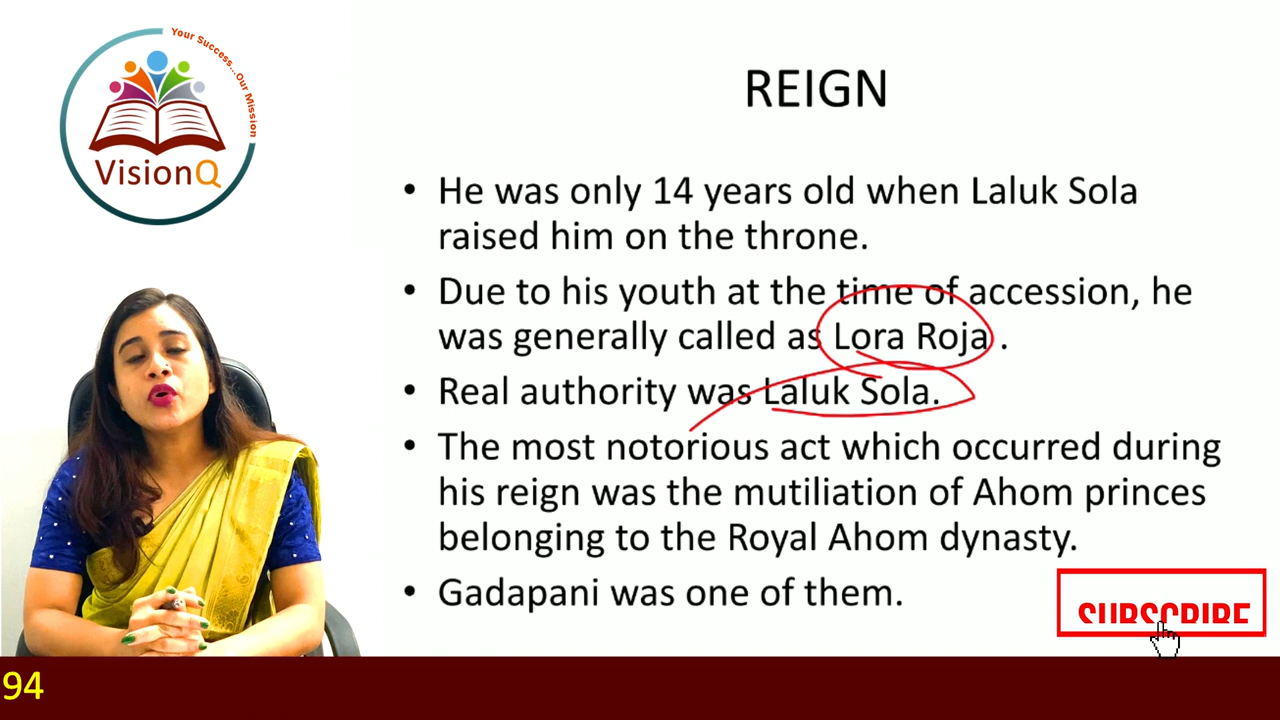 Your Success...Our Mission
VisionQ
REIGN
• He was only 14 years old when Laluk Sola
raised him on the throne.
• Due to his youth at the time of accession, he
was generally called as Lora Roja .
• Real authority was Laluk Sola.
• The most notorious act which occurred during
his reign was the mutiliation of Ahom princes
belonging to the Royal Ahom dynasty.
• Gadapani was one of them.
SUBSCRIBE
94